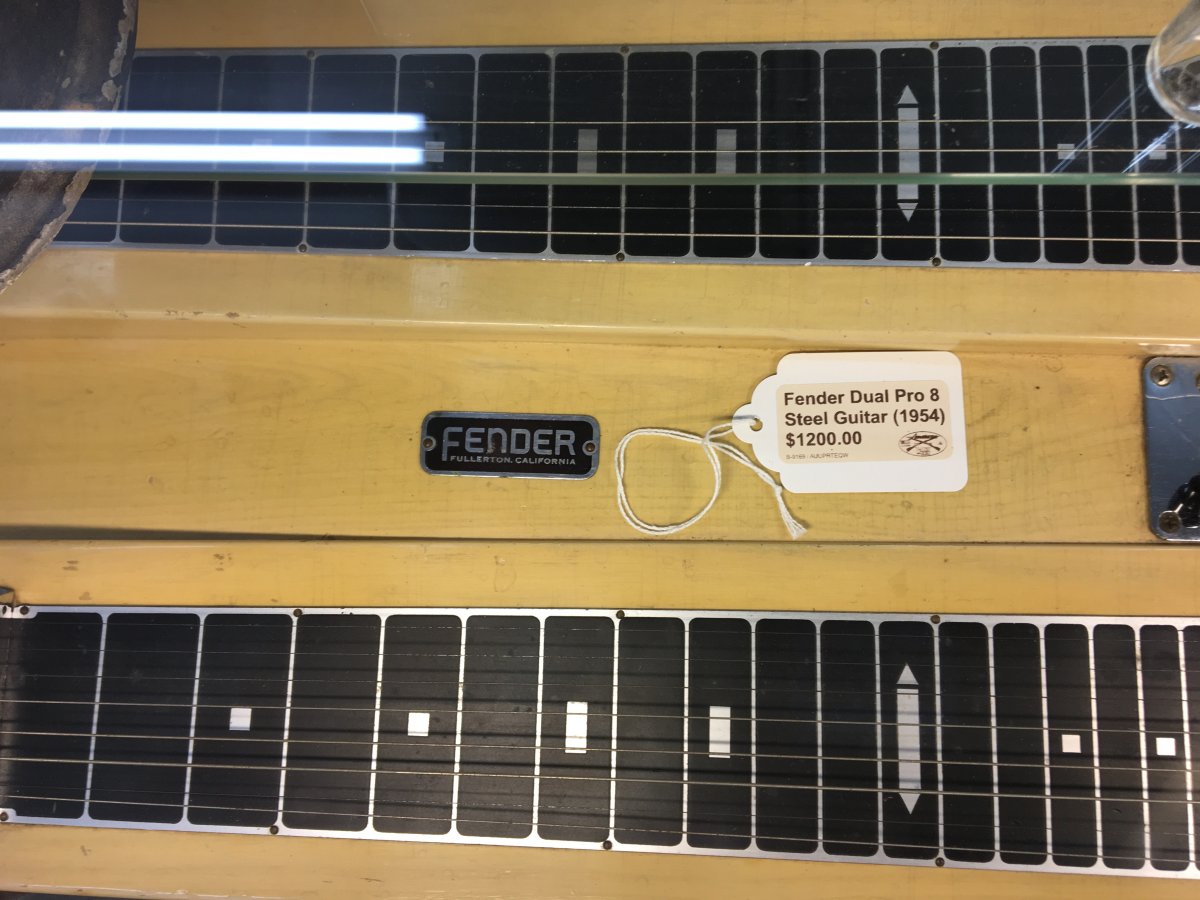 FENDER
FULLERTON, CALIFORNIA
Fender Dual Pro 8
Steel Guitar (1954)
$1200.00